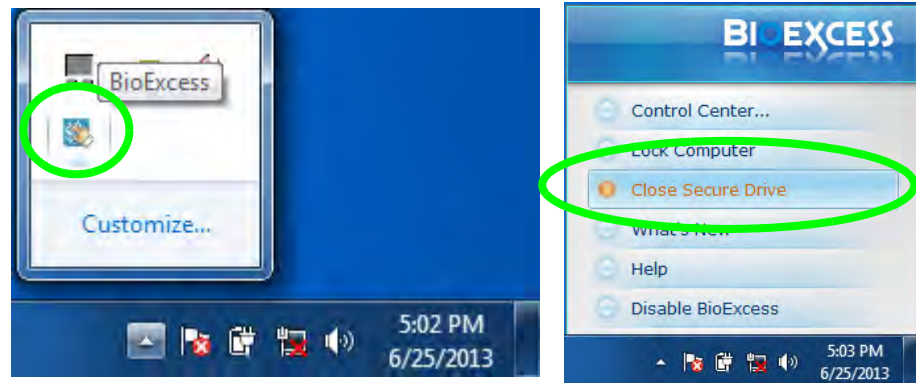 BioExcess
Customize...
5:02 PM
6/25/2013
BIOEXCESS
Control Center...
Lock Computer
Close Secure Drive
What's New
Help
Disable BioExcess
5:03 PM
6/25/2013